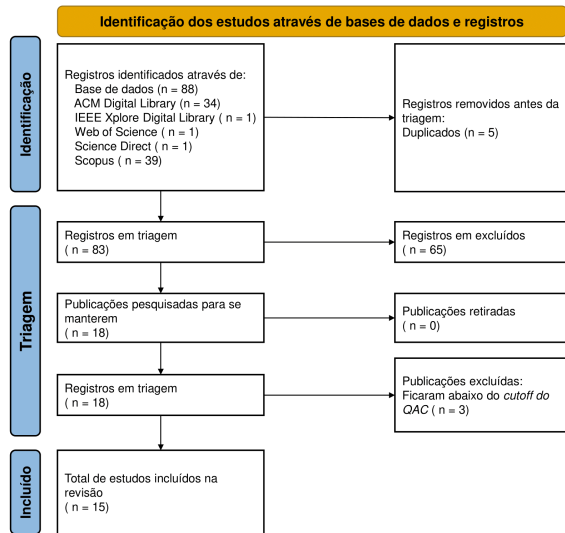 Identificação dos estudos através de bases de dados e registros
Identificação
Registros identificados através de:
Base de dados (n = 88)
ACM Digital Library (n = 34)
IEEE Xplore Digital Library ( n = 1)
Web of Science ( n = 1)
Science Direct ( n = 1)
Scopus ( n = 39)
Registros removidos antes da
triagem:
Duplicados ( n = 5)
Triagem
Registros em triagem
( n = 83)
Registros em excluídos
( n = 65)
Publicações pesquisadas para se
manterem
( n = 18)
Publicações retiradas
( n = 0)
Registros em triagem
( n = 18)
Publicações excluídas:
Ficaram abaixo do cutoff do
QAC ( n = 3)
Incluído
Total de estudos incluídos na
revisão
( n = 15)